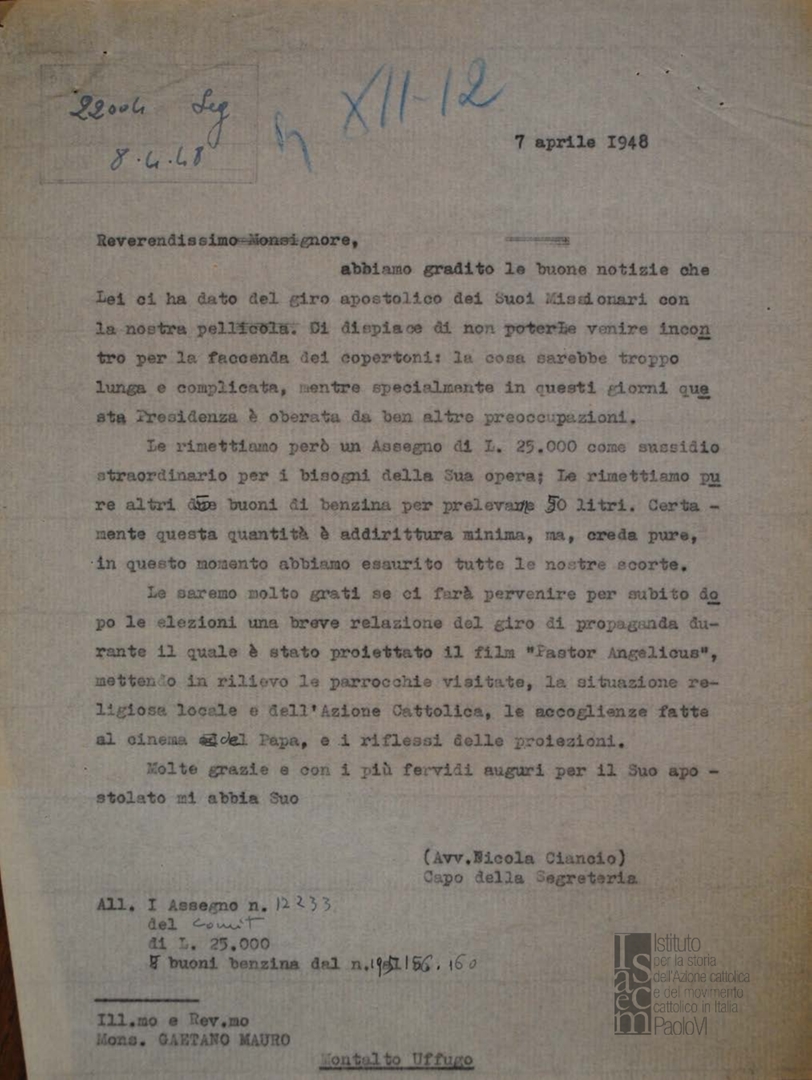 22004 Seg
8.4.48
XII-12
7 aprile I948
Reverendissimo Monsignore,
abbiamo gradito le buone notizie che
Lei ci ha dato del giro apostolico dei Suoi Missionari con
la nostra pellicola. Ci dispiace di non poterLe venire incon
tro per la faccenda dei copertoni: la cosa sarebbe troppo
lunga e complicata, mentre specialmente in questi giorni que
sta Presidenza è oberata da ben altre preoccupazioni.
Le rimettiamo però un Assegno di L. 25.000 come sussidio
straordinario per i bisogni della Sua opera; Le rimettiamo pu
re altri buoni di benzina per prelevare 50 litri. Certa -
mente questa quantità è addirittura minima, ma, creda pure,
in questo momento abbiamo esaurito tutte le nostre scorte.
Le saremo molto grati se ci farà pervenire per subito do
po le elezioni una breve relazione del giro di propaganda du-
rante il quale è stato proiettato il film "Pastor Angelicus",
mettendo in rilievo le parrocchie visitate, la situazione re-
ligiosa locale e dell'Azione Cattolica, le accoglienze fatte
al cinema del Papa, e i riflessi delle proiezioni.
Molte grazie e con i più fervidi auguri per il Suo apo -
stolato mi abbia Suo
(Avv.Nicola Ciancio)
Capo della Segreteria
All. I Assegno n. 12233
del Comit
di L. 25.000
5 buoni benzina dal n. 156.160
Ill.mo e Rev.mo
Mons. GAETANO MAURO
Montalto Uffugo
Isacem
Istituto
per la storia
dell'Azione cattolica
e del movimento
cattolico in Italia
PaoloVI